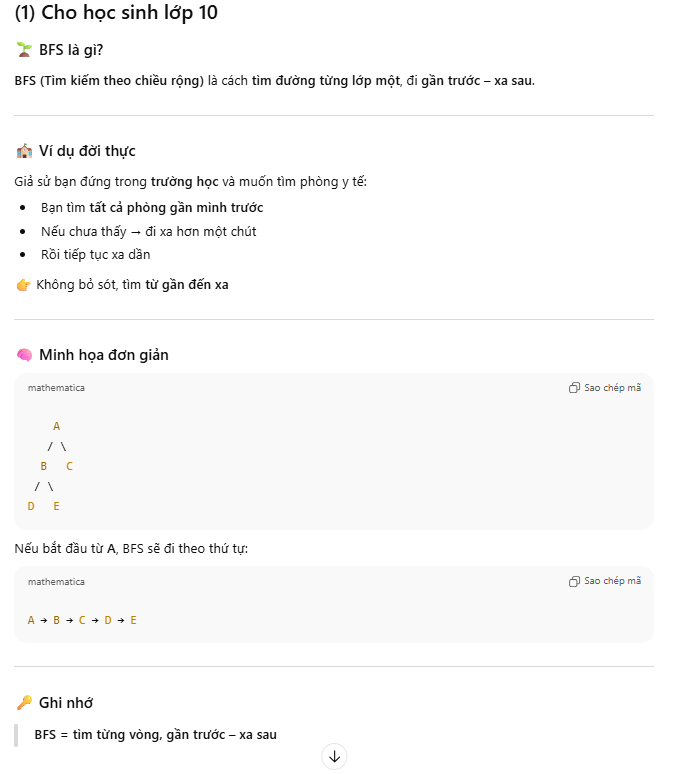 (1) Cho học sinh lớp 10
🌱 BFS là gì?
BFS (Tìm kiếm theo chiều rộng) là cách tìm đường từng lớp một, đi gần trước – xa sau.
🏫 Ví dụ đời thực
Giả sử bạn đứng trong trường học và muốn tìm phòng y tế:
• Bạn tìm tất cả phòng gần mình trước
• Nếu chưa thấy → đi xa hơn một chút
• Rồi tiếp tục xa dần
👉 Không bỏ sót, tìm từ gần đến xa
🧠 Minh họa đơn giản
mathematica Sao chép mã
A
/ \
B C
/ \
D E
Nếu bắt đầu từ A, BFS sẽ đi theo thứ tự:
mathematica Sao chép mã
A → B → C → D → E
🔑 Ghi nhớ
BFS = tìm từng vòng, gần trước – xa sau